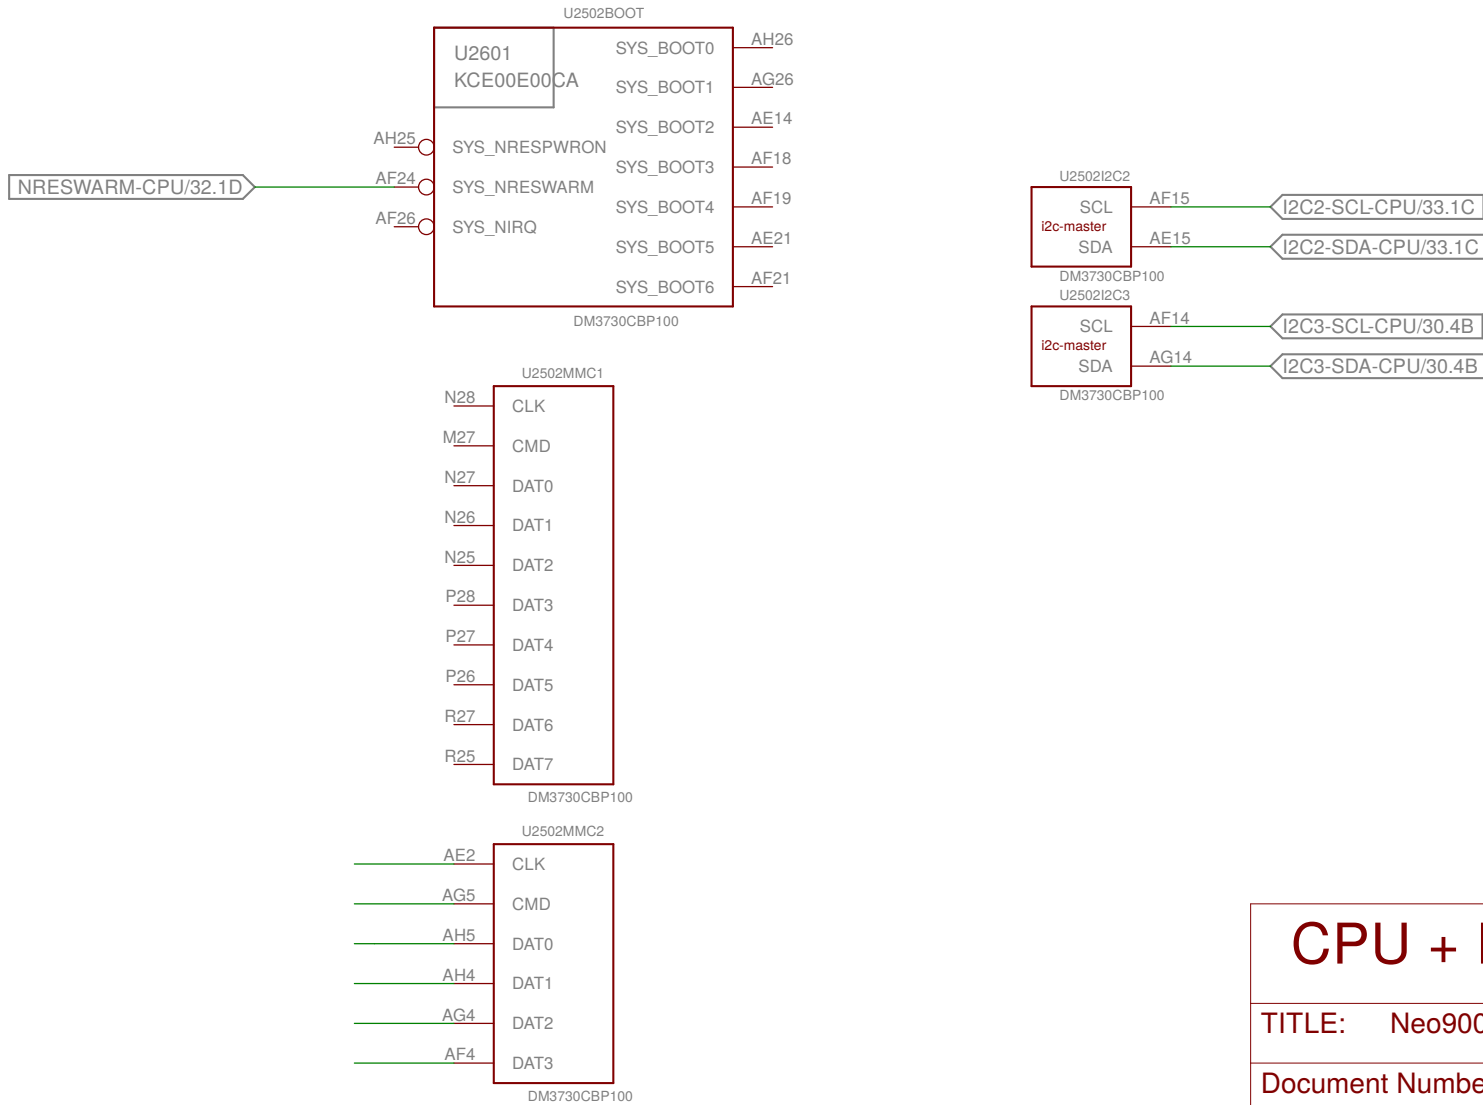 U2502BOOT
U2601
KCE00E00CA
SYS_BOOT0
AH26
SYS_BOOT1
AG26
SYS_BOOT2
AE14
AH25
SYS_NRESPWRON
SYS_BOOT3
AF18
NRESWARM-CPU/32.1D
AF24
SYS_NRESWARM
SYS_BOOT4
AF19
AF26
SYS_NIRQ
SYS_BOOT5
AE21
SYS_BOOT6
AF21
DM3730CBP100
U2502I2C2
SCL
AF15
I2C2-SCL-CPU/33.1C
i2c-master
SDA
AE15
I2C2-SDA-CPU/33.1C
DM3730CBP100
U2502I2C3
SCL
AF14
I2C3-SCL-CPU/30.4B
i2c-master
SDA
AG14
I2C3-SDA-CPU/30.4B
DM3730CBP100
U2502MMC1
N28
CLK
M27
CMD
N27
DAT0
N26
DAT1
N25
DAT2
P28
DAT3
P27
DAT4
P26
DAT5
R27
DAT6
R25
DAT7
DM3730CBP100
U2502MMC2
AE2
CLK
AG5
CMD
AH5
DAT0
AH4
DAT1
AG4
DAT2
AF4
DAT3
DM3730CBP100
CPU +
TITLE: Neo900
Document Numbe